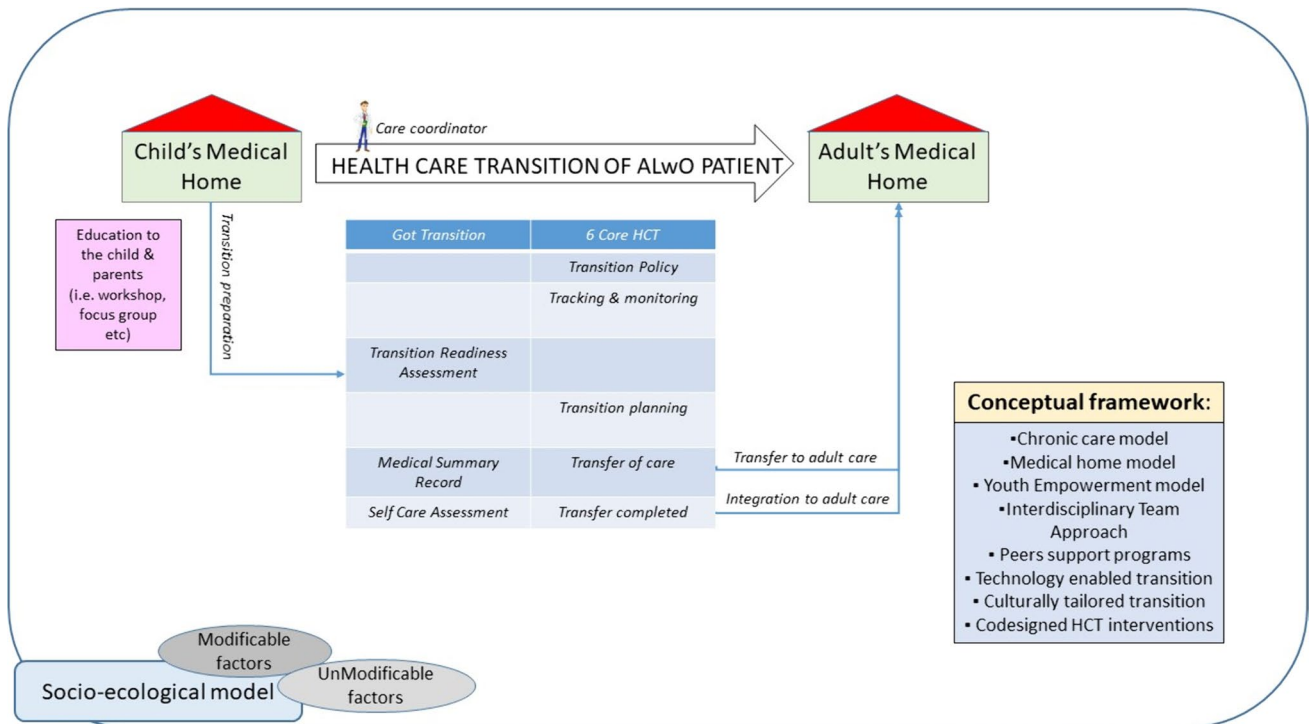 Care coordinator
Child's Medical
Home
HEALTH CARE TRANSITION OF ALwO PATIENT
Adult's Medical
Home
Education to
the child &
parents
(i.e. workshop,
focus group
etc)
Transition preparation
Got Transition
6 Core HCT
Transition Policy
Tracking & monitoring
Transition Readiness
Assessment
Transition planning
Medical Summary
Record
Transfer of care
Self Care Assessment
Transfer completed
Transfer to adult care
Integration to adult care
Conceptual framework:
▪Chronic care model
▪Medical home model
▪ Youth Empowerment model
▪Interdisciplinary Team
Approach
▪ Peers support programs
▪ Technology enabled transition
▪ Culturally tailored transition
▪ Codesigned HCT interventions
Modificable
factors
UnModificable
factors
Socio-ecological model